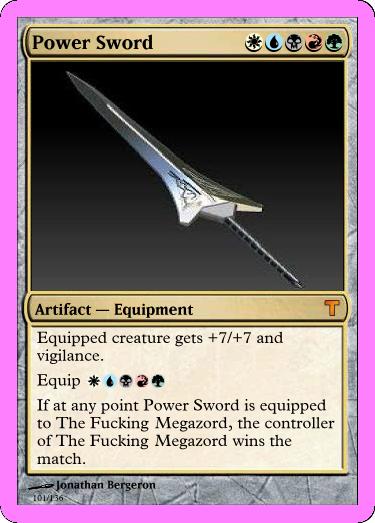 Power Sword
Artifact — Equipment
T
Equipped creature gets +7/+7 and
vigilance.
Equip
If at any point Power Sword is equipped
to The Fucking Megazord, the controller
of The Fucking Megazord wins the
match.
Jonathan Bergeron
101/136